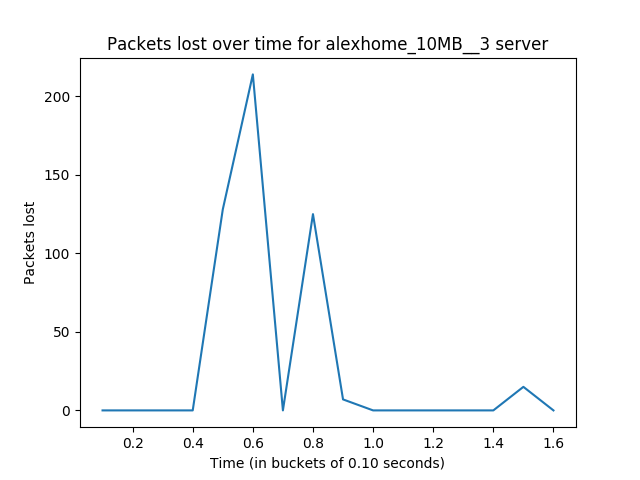 Packets lost over time for alexhome_10MB__3 server
200
150
100
50
0
Packets lost
0.2 0.4 0.6 0.8 1.0 1.2 1.4 1.6
Time (in buckets of 0.10 seconds)